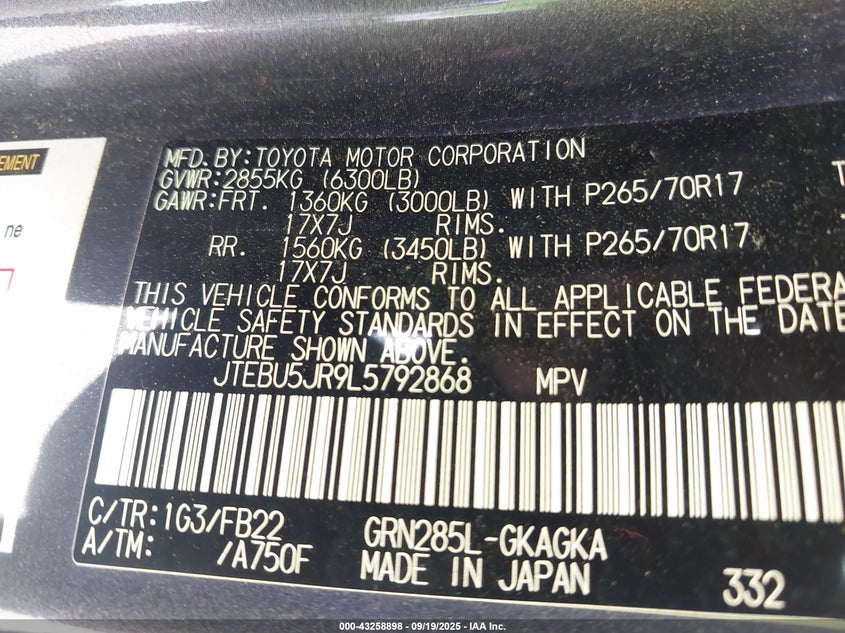 EMENT
ne
MFD. BY: TOYOTA MOTOR CORPORATION
GVWR: 2855KG (6300LB)
GAWR: FRT. 1360KG (3000LB) WITH P265/70R17
17X7J RIMS.
RR. 1560KG (3450LB) WITH P265/70R17
17X7J RIMS.
THIS VEHICLE CONFORMS TO ALL APPLICABLE FEDERA
VEHICLE SAFETY STANDARDS IN EFFECT ON THE DATE
MANUFACTURE SHOWN ABOVE.
JTEBU5JR9L5792868 MPV
C/TR: 1G3/FB22 GRN285L-GKAGKA
A/TM: /A750F MADE IN JAPAN 332
000-43258898 - 09/19/2025 - IAA Inc.